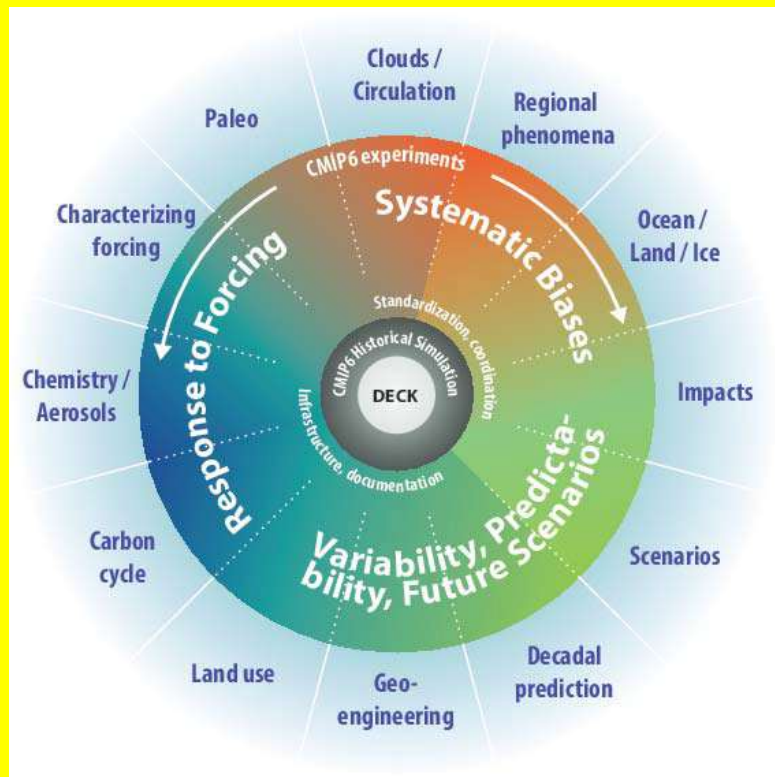 Clouds /
Circulation
Regional
phenomena
Ocean /
Land / Ice
Impacts
Scenarios
Decadal
prediction
Geo-
engineering
Land use
Carbon
cycle
Chemistry /
Aerosols
Characterizing
forcing
Paleo
CMIP6 experiments
Systematic Biases
Variability, Predicta-
bility, Future Scenarios
Response to Forcing
Standardization, coordination
Infrastructure, documentation
CMIP6 Historical Simulation
DECK